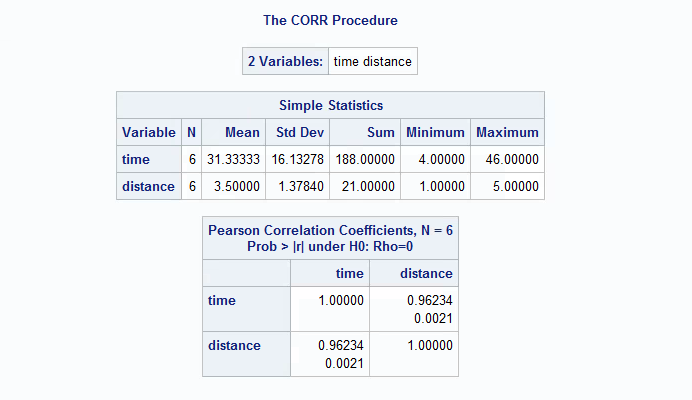 The CORR Procedure
2 Variables: time distance
Simple Statistics
Variable N Mean Std Dev Sum Minimum Maximum
time 6 31.33333 16.13278 188.00000 4.00000 46.00000
distance 6 3.50000 1.37840 21.00000 1.00000 5.00000
Pearson Correlation Coefficients, N = 6
Prob > |r| under H0: Rho=0
time distance
time 1.00000 0.96234
0.0021
distance 0.96234 1.00000
0.0021